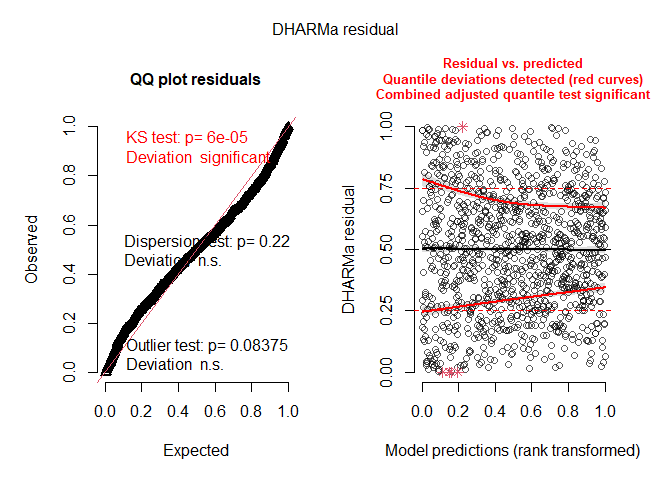 DHARMa residual
QQ plot residuals
KS test: p= 6e-05
Deviation significant
Dispersion test: p= 0.22
Deviation n.s.
Outlier test: p= 0.08375
Deviation n.s.
Observed
0.0 0.2 0.4 0.6 0.8 1.0
0.0 0.2 0.4 0.6 0.8 1.0
Expected
Residual vs. predicted
Quantile deviations detected (red curves)
Combined adjusted quantile test significant
DHARMa residual
0.00 0.25 0.50 0.75 1.00
0.0 0.2 0.4 0.6 0.8 1.0
Model predictions (rank transformed)